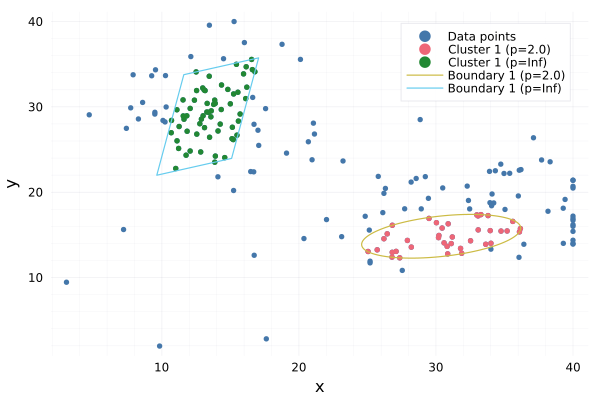 40
30
20
10
y
10
20
30
40
x
Data points
Cluster 1 (p=2.0)
Cluster 1 (p=Inf)
Boundary 1 (p=2.0)
Boundary 1 (p=Inf)